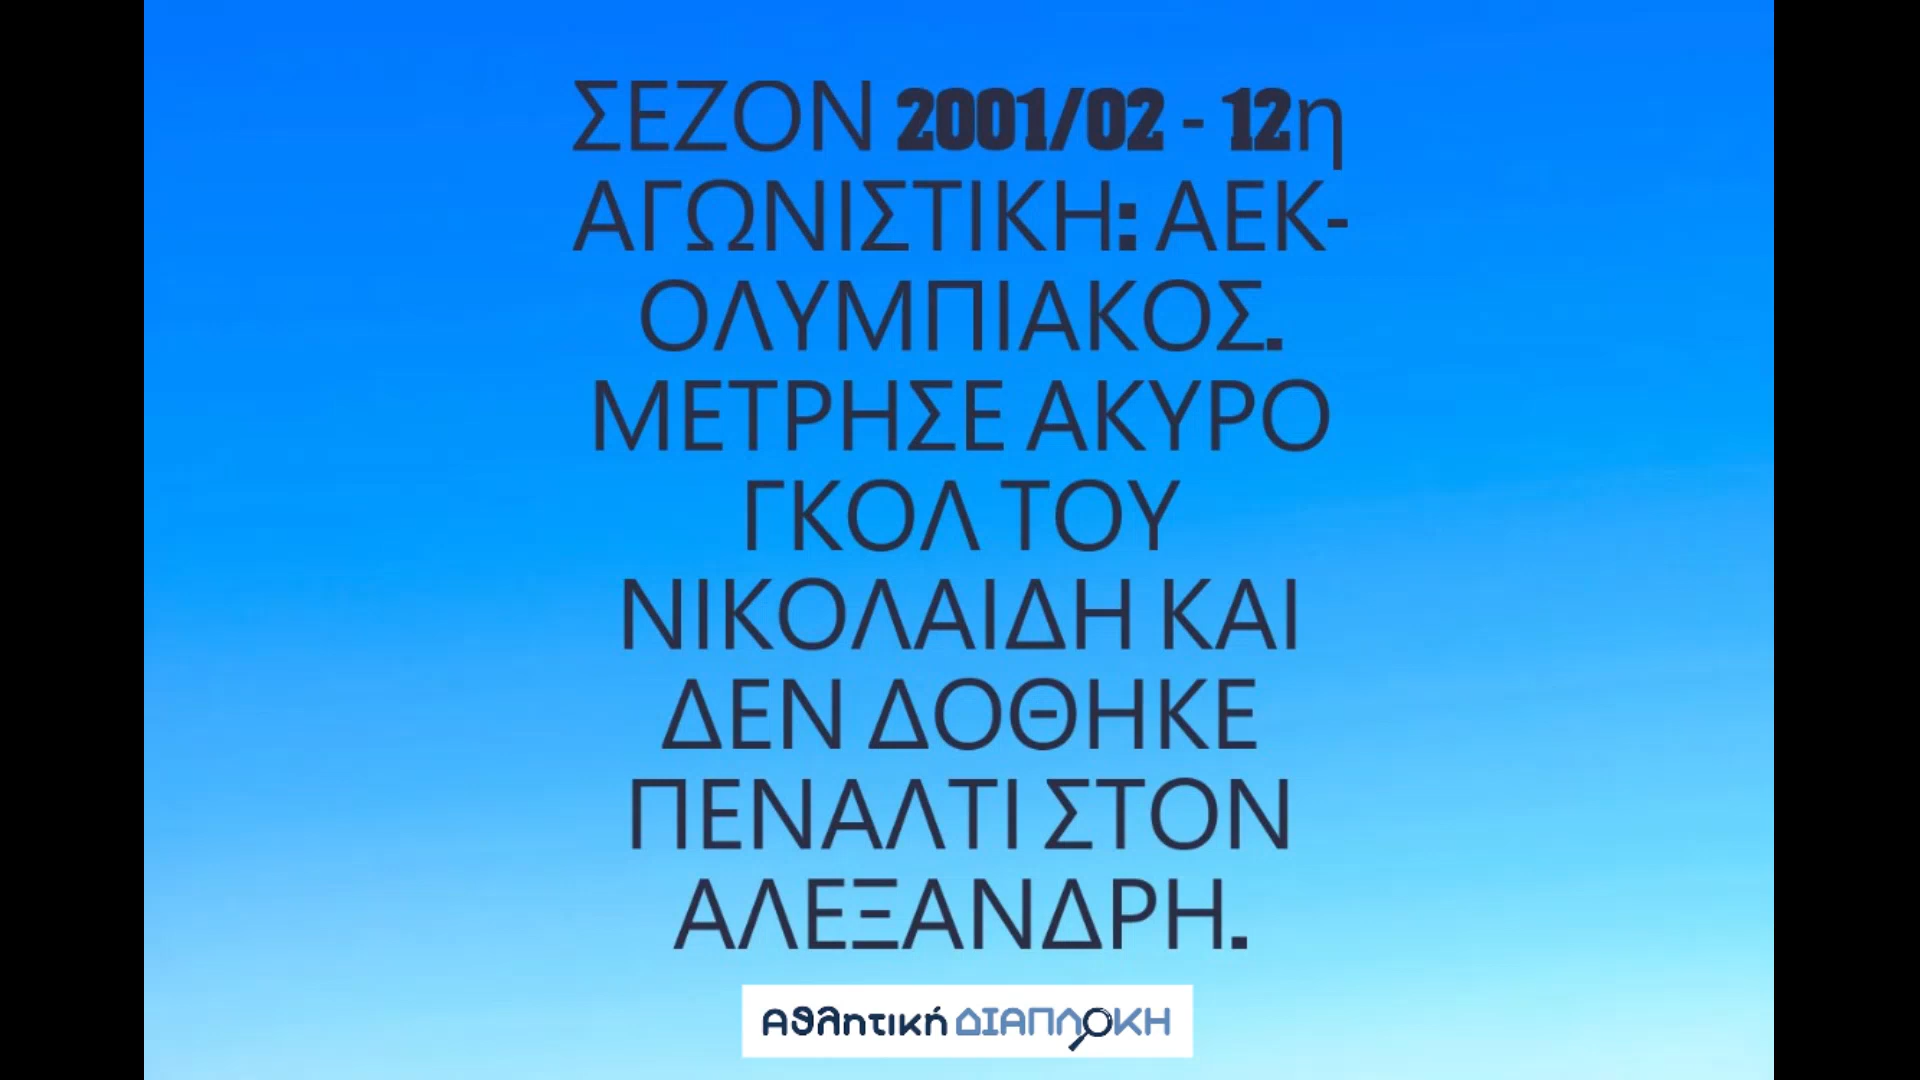 ΣΕΖΟΝ 2001/02 - 12η
ΑΓΩΝΙΣΤΙΚΗ: ΑΕΚ-
ΟΛΥΜΠΙΑΚΟΣ.
ΜΕΤΡΗΣΕ ΑΚΥΡΟ
ΓΚΟΛ ΤΟΥ
ΝΙΚΟΛΑΙΔΗ ΚΑΙ
ΔΕΝ ΔΟΘΗΚΕ
ΠΕΝΑΛΤΙ ΣΤΟΝ
ΑΛΕΞΑΝΔΡΗ.
Αθλητική ΔΙΑΠΛΟΚΗ